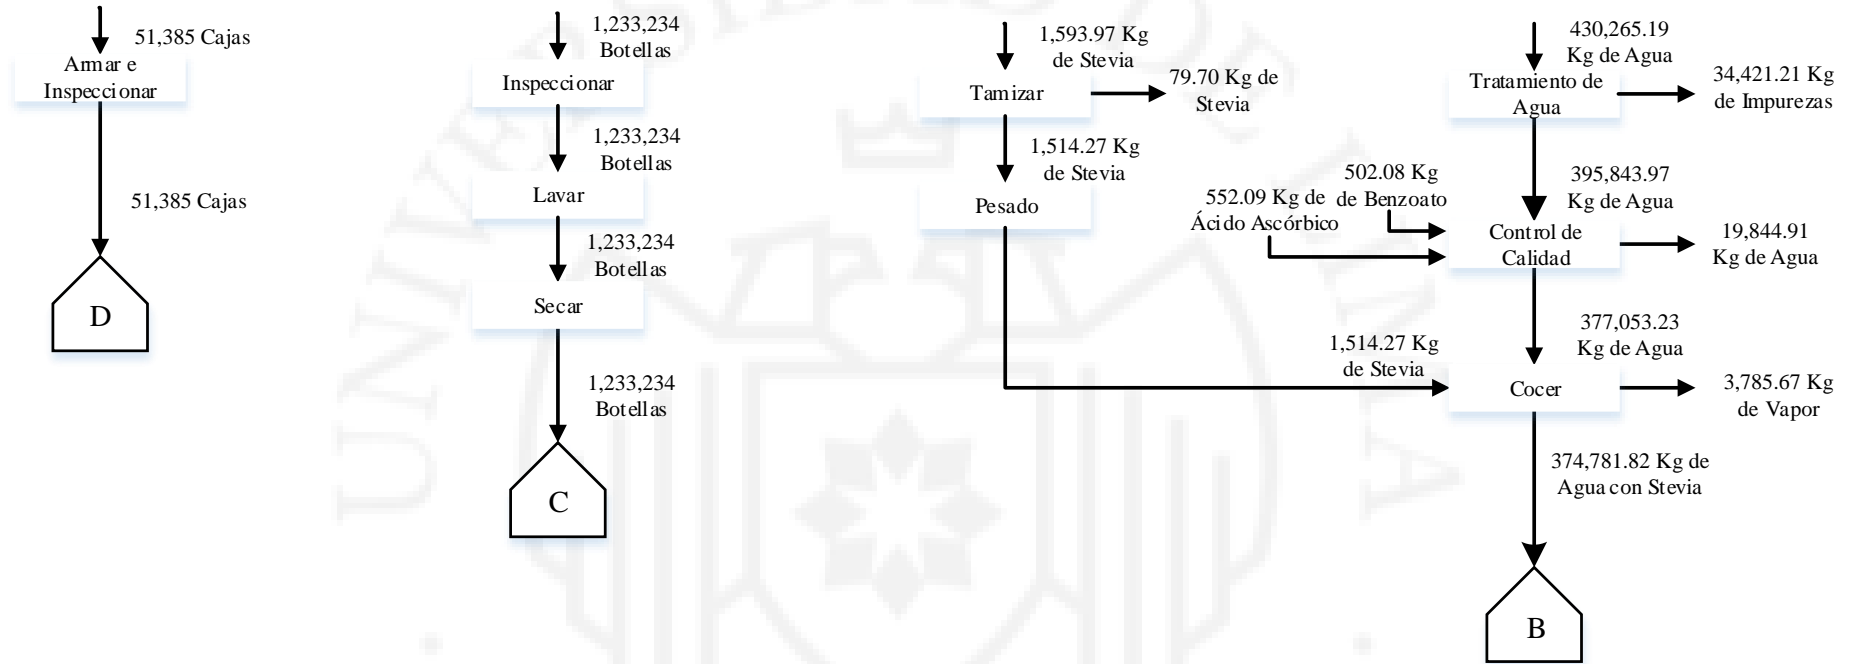 51,385 Cajas
Armar e
Inspeccionar
51,385 Cajas
D
1,233,234
Botellas
Inspeccionar
1,233,234
Botellas
Lavar
1,233,234
Botellas
Secar
1,233,234
Botellas
C
1,593.97 Kg
de Stevia
Tamizar
79.70 Kg de
Stevia
1,514.27 Kg
de Stevia
Pesado
1,514.27 Kg
de Stevia
430,265.19
Kg de Agua
Tratamiento de
Agua
34,421.21 Kg
de Impurezas
395,843.97
Kg de Agua
502.08 Kg
de Benzoato
552.09 Kg de
Ácido Ascórbico
Control de
Calidad
19,844.91
Kg de Agua
377,053.23
Kg de Agua
Cocer
3,785.67 Kg
de Vapor
374,781.82 Kg de
Agua con Stevia
B
UNIVERSIDAD DE LIMA